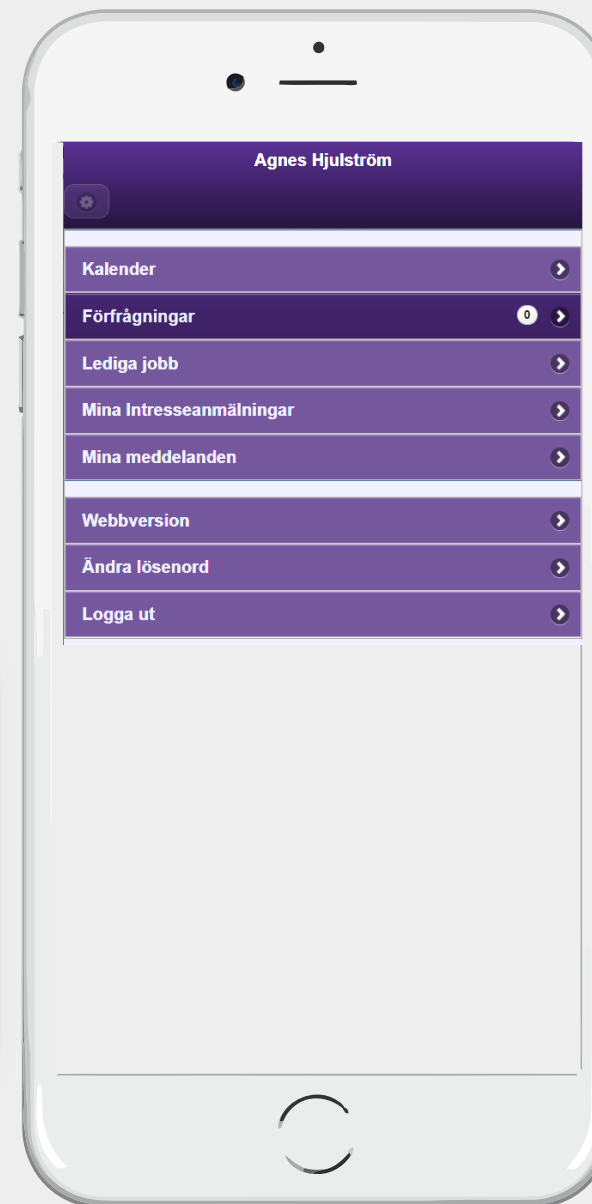 Agnes Hjulström
Kalender
Förfrågningar 0
Lediga jobb
Mina Intresseanmälningar
Mina meddelanden
Webbversion
Ändra lösenord
Logga ut